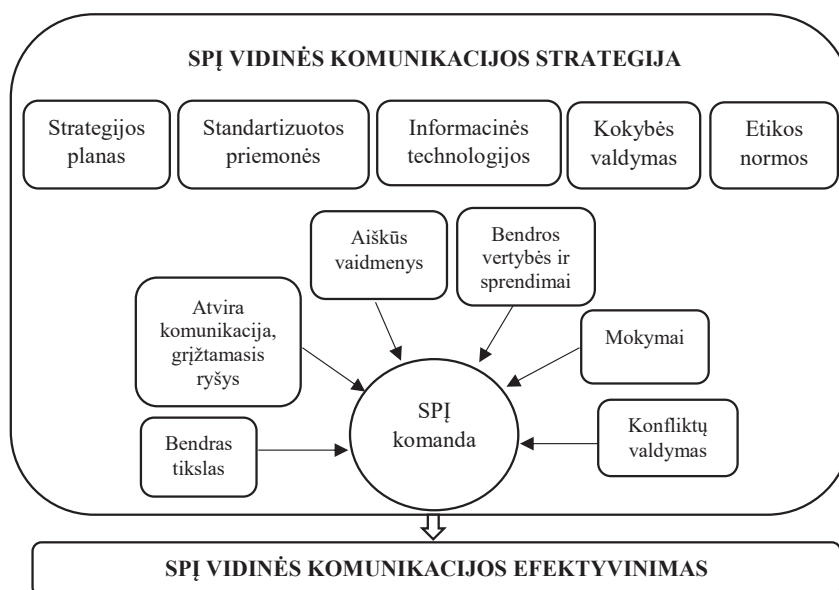 SPĮ VIDINĖS KOMUNIKACIJOS STRATEGIJA
Strategijos
planas
Standartizuotos
priemonės
Informacinės
technologijos
Kokybės
valdymas
Etikos
normos
Aiškūs
vaidmenys
Bendros
vertybės ir
sprendimai
Atvira
komunikacija,
grįžtamasis
ryšys
Mokymai
SPĮ
komanda
Bendras
tikslas
Konfliktų
valdymas
SPĮ VIDINĖS KOMUNIKACIJOS EFEKTYVINIMAS